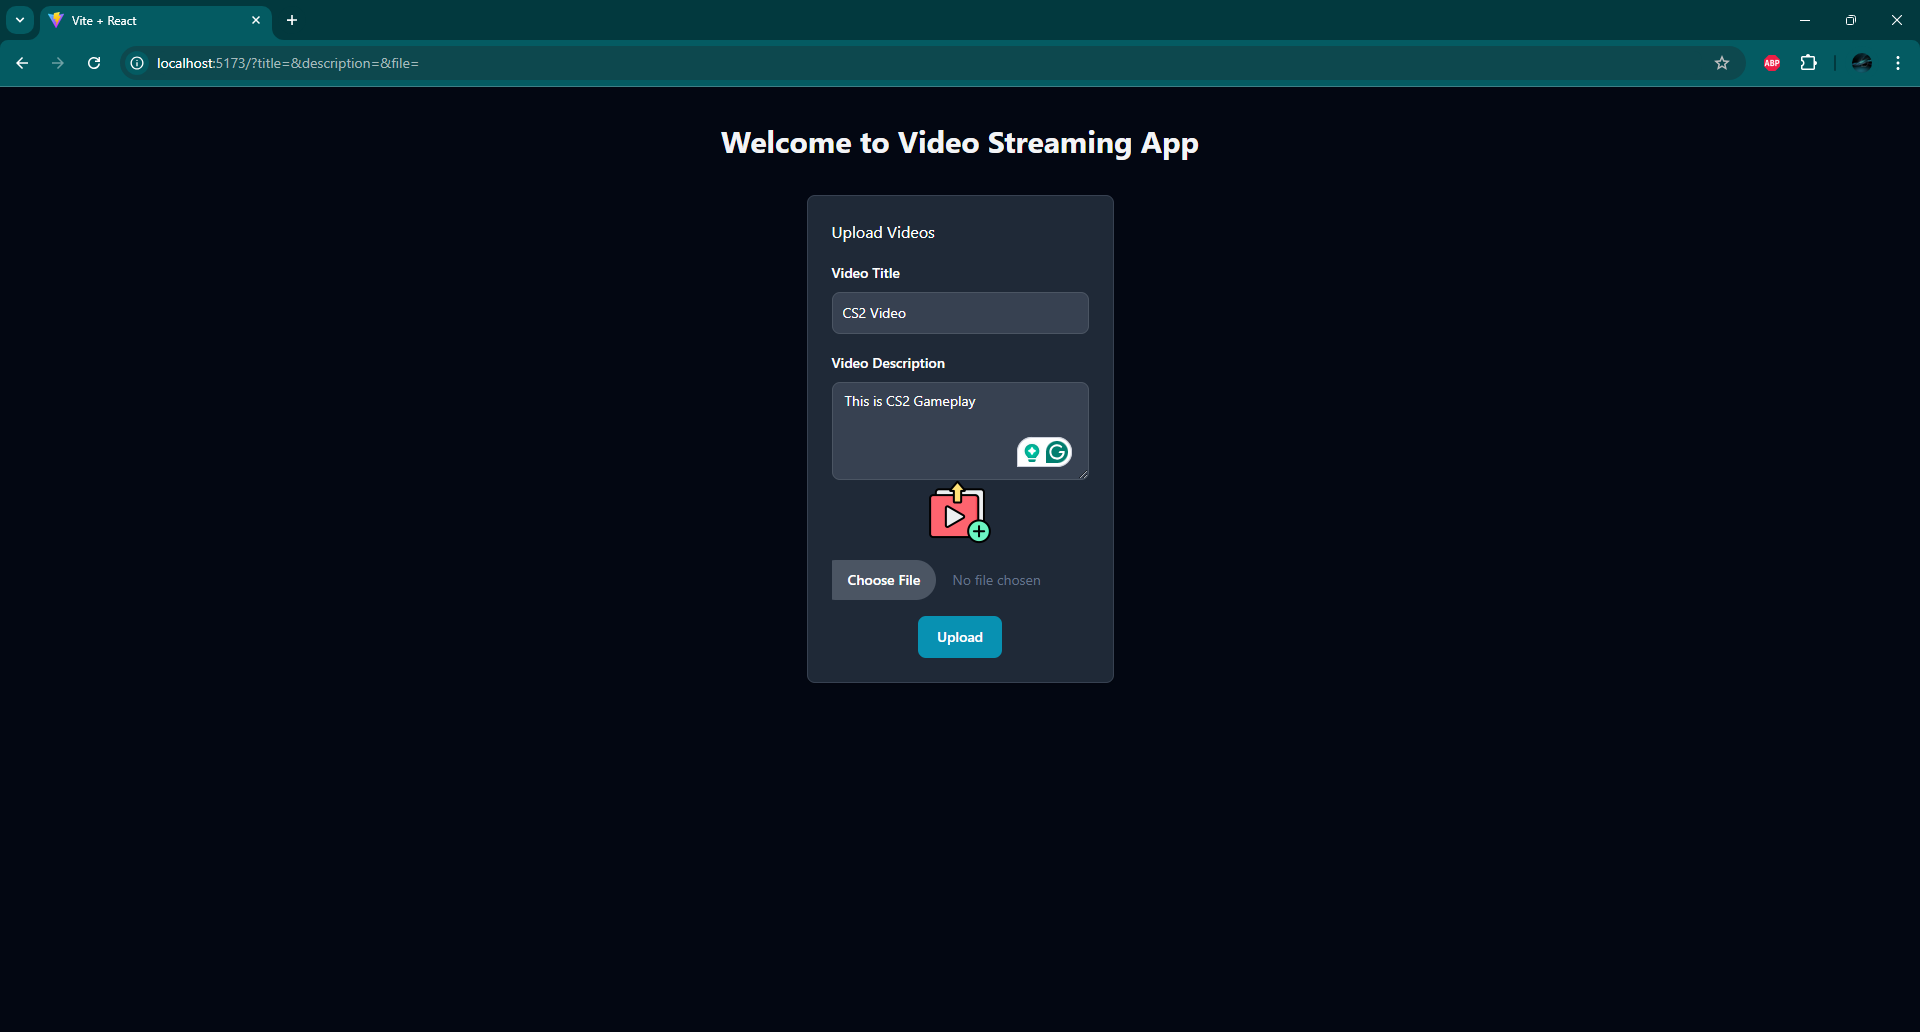 Vite + React
localhost:5173/?title=&description=&file=
ABP
Welcome to Video Streaming App
Upload Videos
Video Title
CS2 Video
Video Description
This is CS2 Gameplay
G
Choose File No file chosen
Upload